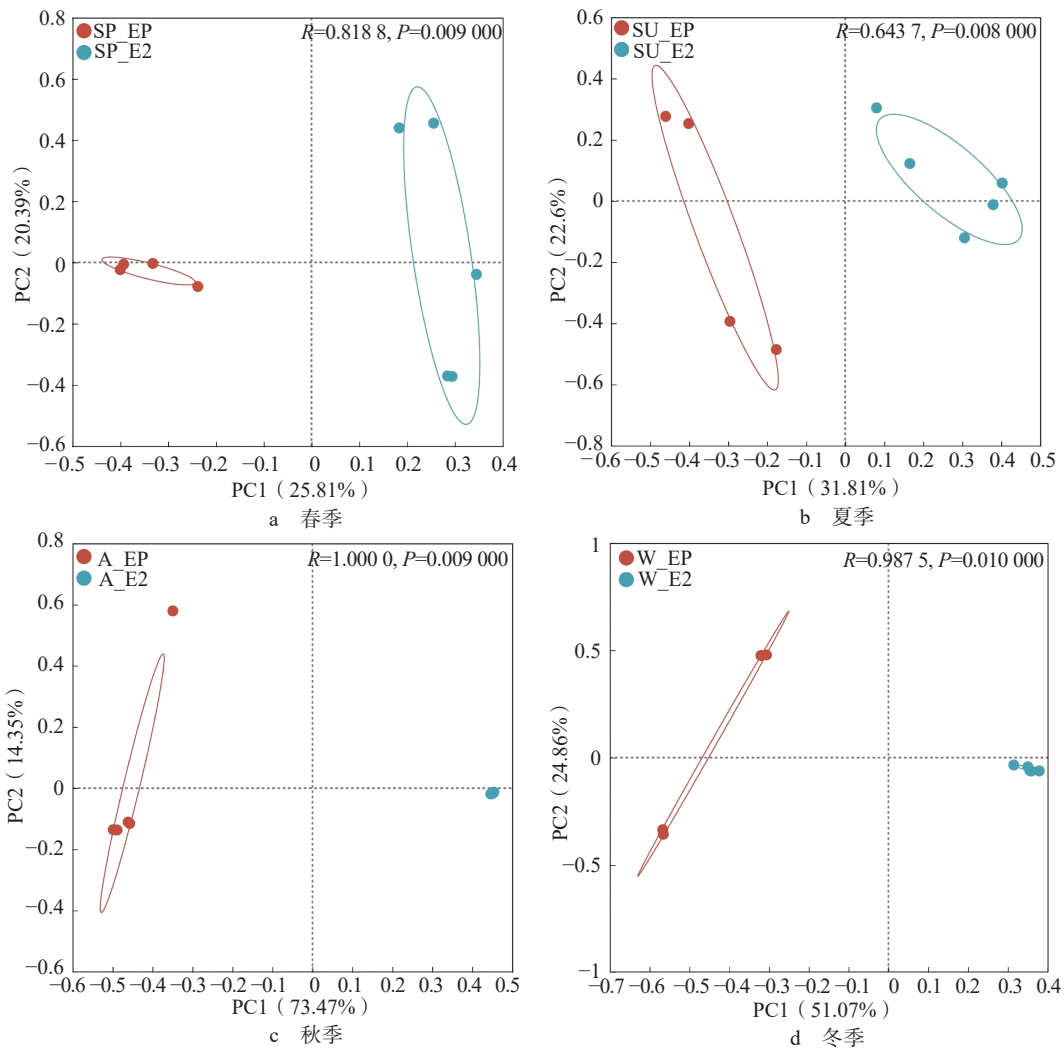 SP_EP
SP_E2
R=0.818 8, P=0.009 000
0.8
0.6
0.4
0.2
0
−0.2
−0.4
−0.6
PC2（20.39%）
−0.5 −0.4 −0.3 −0.2 −0.1 0 0.1 0.2 0.3 0.4
PC1（25.81%）
a 春季
SU_EP
SU_E2
R=0.643 7, P=0.008 000
0.6
0.4
0.2
0
−0.2
−0.4
−0.6
−0.8
PC2（22.6%）
−0.6 −0.5 −0.4 −0.3 −0.2 −0.1 0 0.1 0.2 0.3 0.4 0.5
PC1（31.81%）
b 夏季
A_EP
A_E2
R=1.000 0, P=0.009 000
0.8
0.6
0.4
0.2
0
−0.2
−0.4
−0.6
PC2（14.35%）
−0.6 −0.5 −0.4 −0.3 −0.2 −0.1 0 0.1 0.2 0.3 0.4 0.5
PC1（73.47%）
c 秋季
W_EP
W_E2
R=0.987 5, P=0.010 000
1
0.5
0
−0.5
−1
PC2（24.86%）
−0.7 −0.6 −0.5 −0.4 −0.3 −0.2 −0.1 0 0.1 0.2 0.3 0.4
PC1（51.07%）
d 冬季